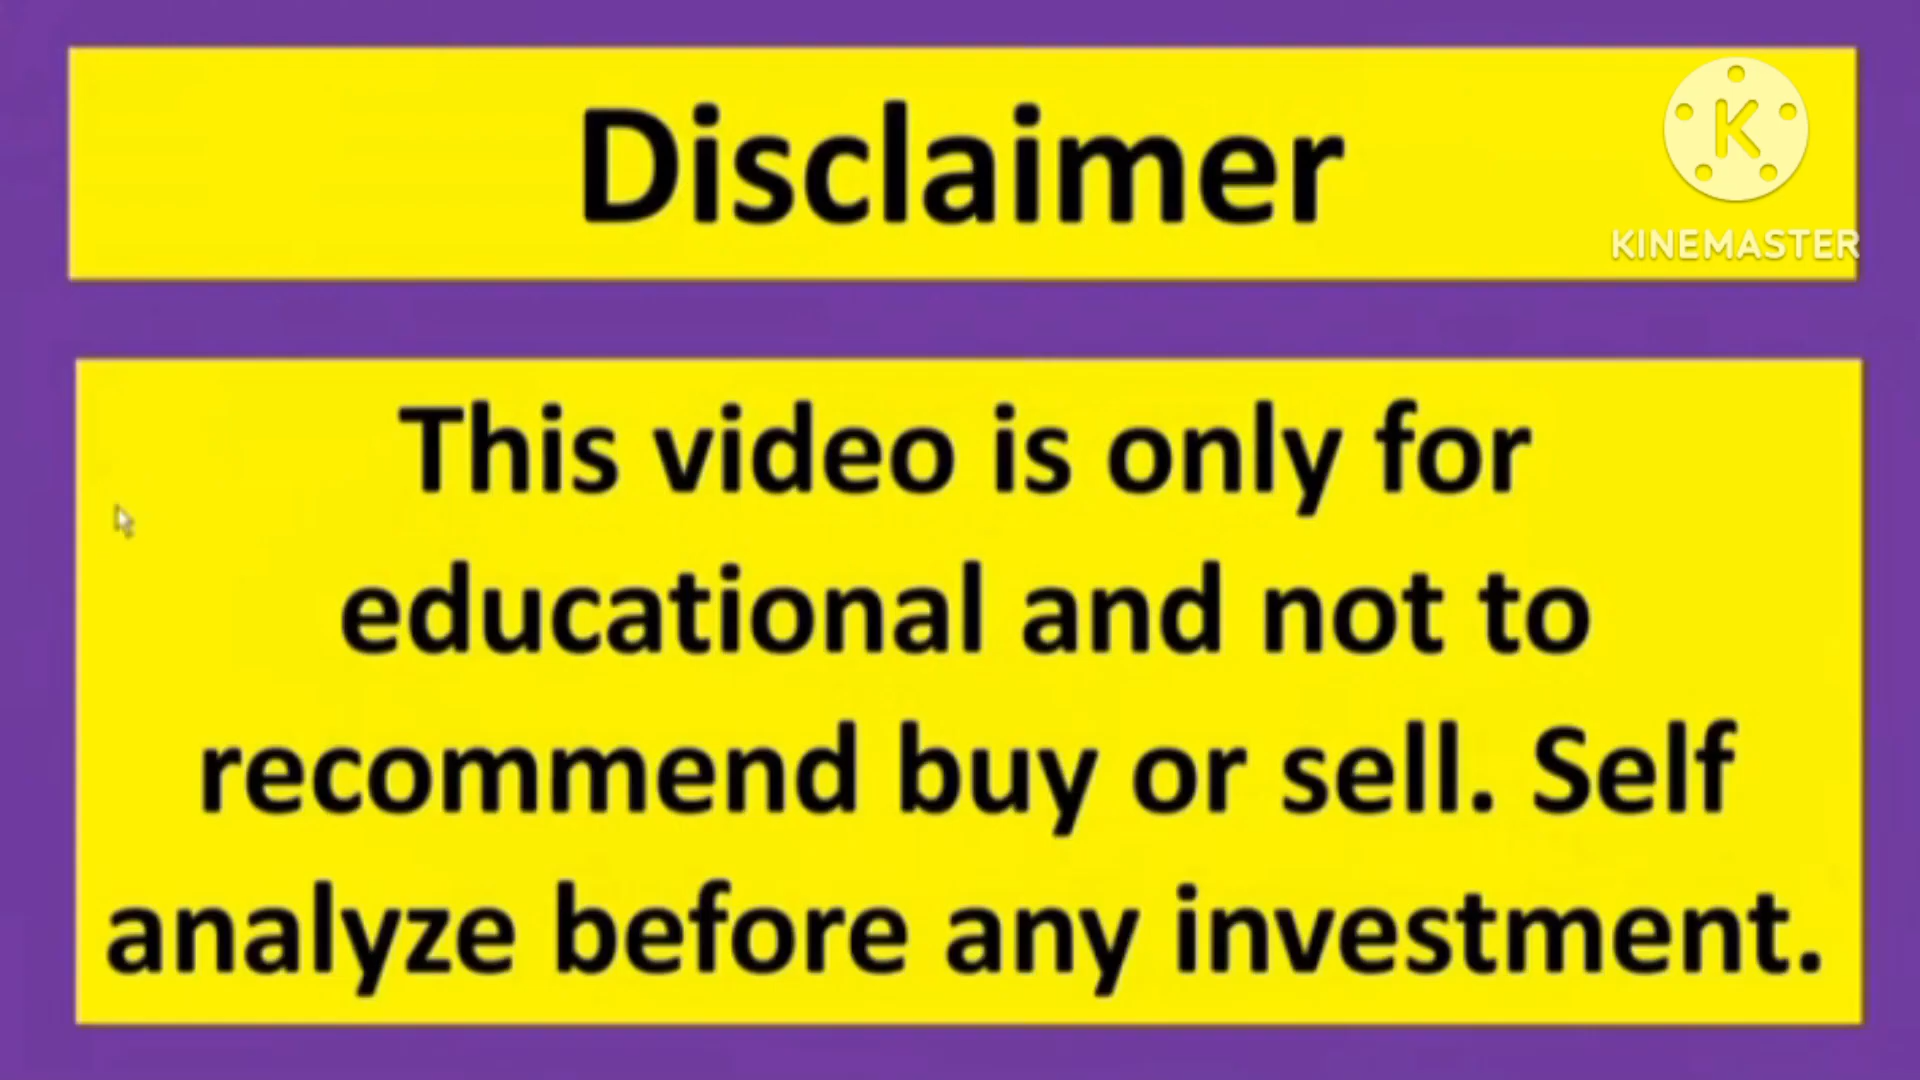 Disclaimer
K
KINEMASTER
This video is only for
educational and not to
recommend buy or sell. Self
analyze before any investment.